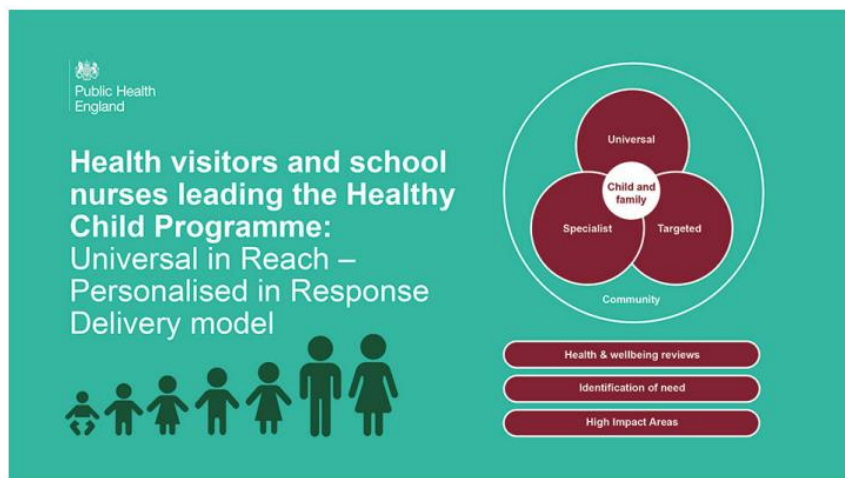 Public Health
England
Health visitors and school
nurses leading the Healthy
Child Programme:
Universal in Reach –
Personalised in Response
Delivery model
Universal
Child and
family
Specialist
Targeted
Community
Health & wellbeing reviews
Identification of need
High Impact Areas